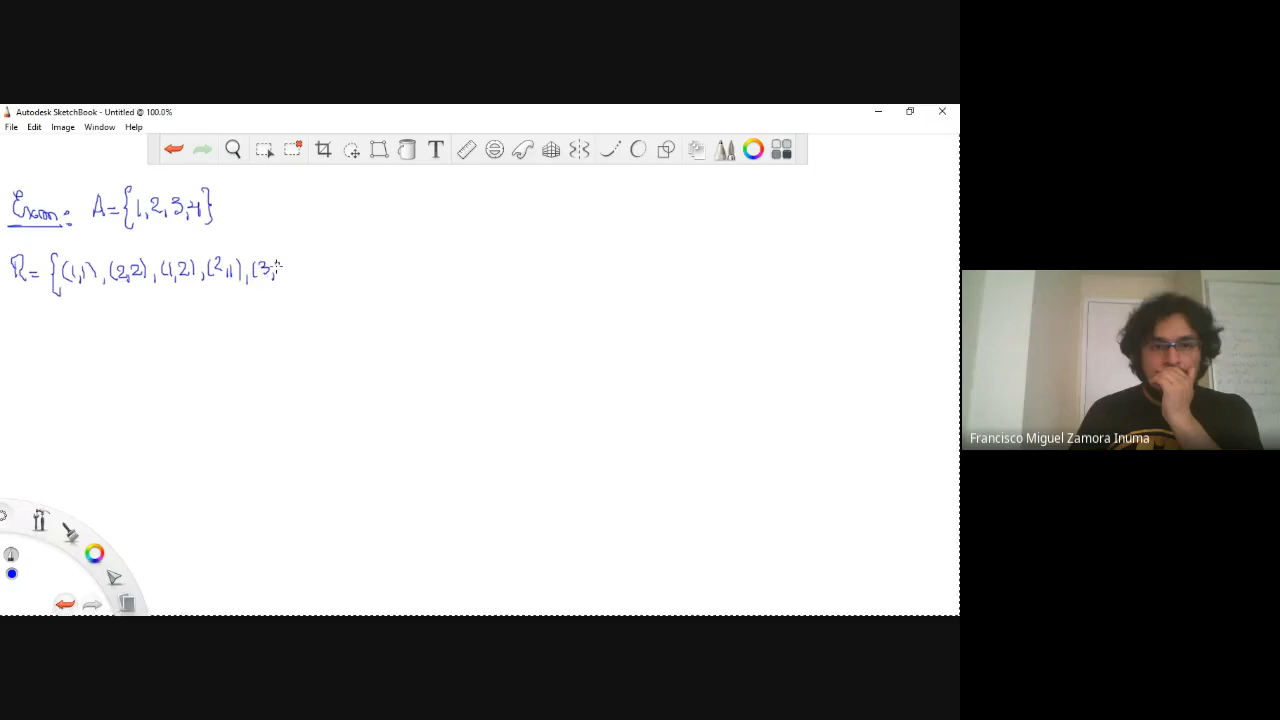 Autodesk SketchBook - Untitled @ 100.0%
File Edit Image Window Help
T
Exam: A={1,2,3,4}
R= {(1,1), (2,2), (1,2), (2,1), (3,
Francisco Miguel Zamora Inuma